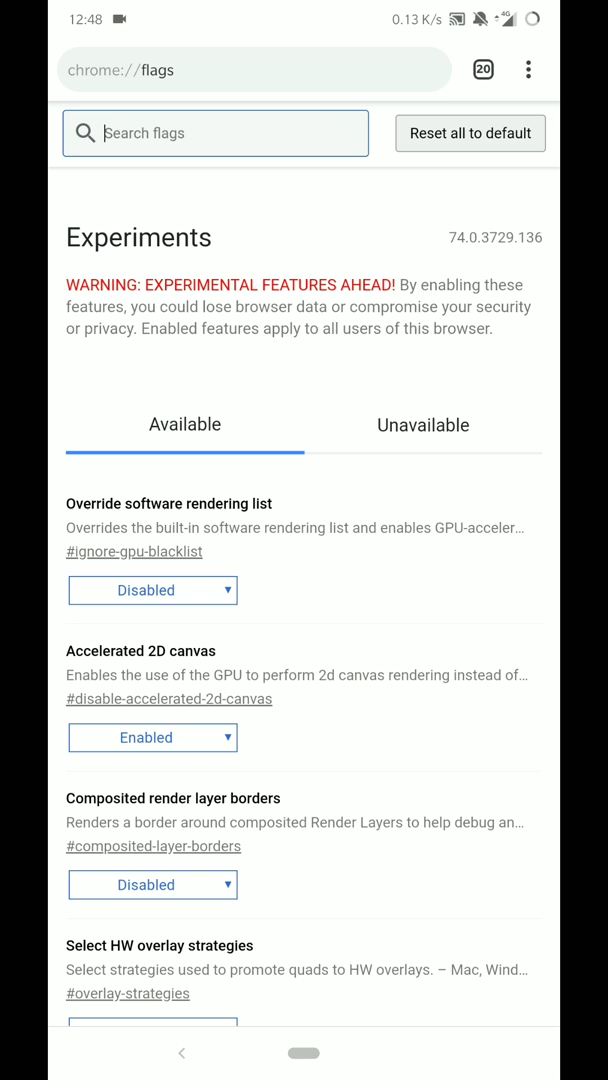 12:48 0.13 K/s 4G
chrome://flags 20
Search flags Reset all to default
Experiments 74.0.3729.136
WARNING: EXPERIMENTAL FEATURES AHEAD! By enabling these
features, you could lose browser data or compromise your security
or privacy. Enabled features apply to all users of this browser.
Available Unavailable
Override software rendering list
Overrides the built-in software rendering list and enables GPU-acceler...
#ignore-gpu-blacklist
Disabled
Accelerated 2D canvas
Enables the use of the GPU to perform 2d canvas rendering instead of...
#disable-accelerated-2d-canvas
Enabled
Composited render layer borders
Renders a border around composited Render Layers to help debug an...
#composited-layer-borders
Disabled
Select HW overlay strategies
Select strategies used to promote quads to HW overlays. – Mac, Wind...
#overlay-strategies